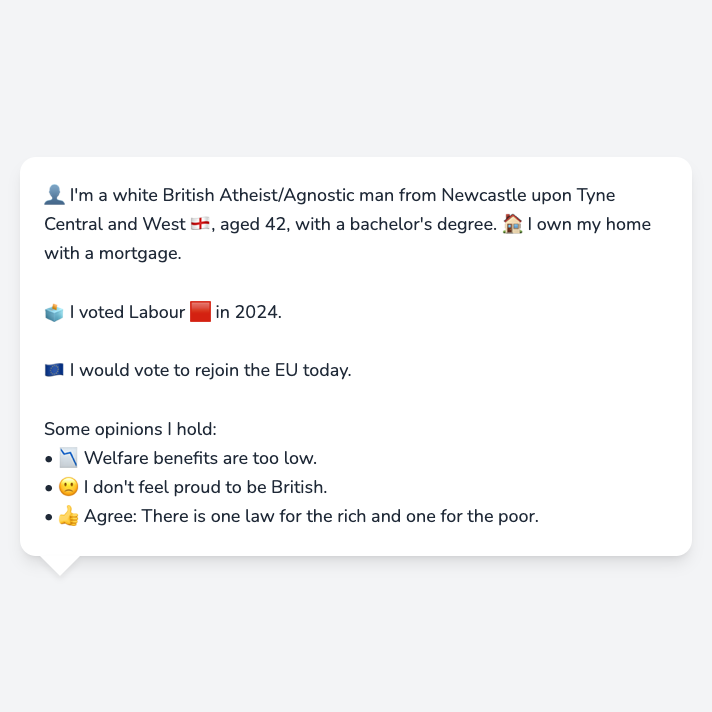 👤 I'm a white British Atheist/Agnostic man from Newcastle upon Tyne
Central and West 🏴󠁧󠁢󠁥󠁮󠁧󠁿, aged 42, with a bachelor's degree. 🏠 I own my home
with a mortgage.
🗳️ I voted Labour 🟥 in 2024.
🇪🇺 I would vote to rejoin the EU today.
Some opinions I hold:
• 📉 Welfare benefits are too low.
• 🙁 I don't feel proud to be British.
• 👍 Agree: There is one law for the rich and one for the poor.